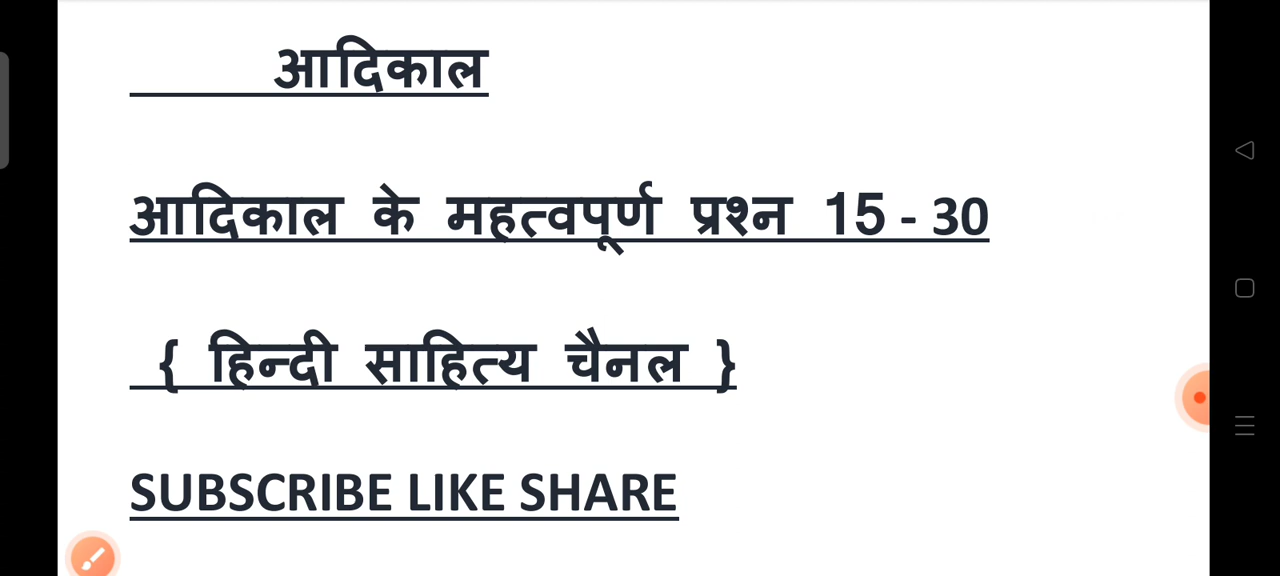 आदिकाल
आदिकाल के महत्वपूर्ण प्रश्न 15 - 30
{ हिन्दी साहित्य चैनल }
SUBSCRIBE LIKE SHARE